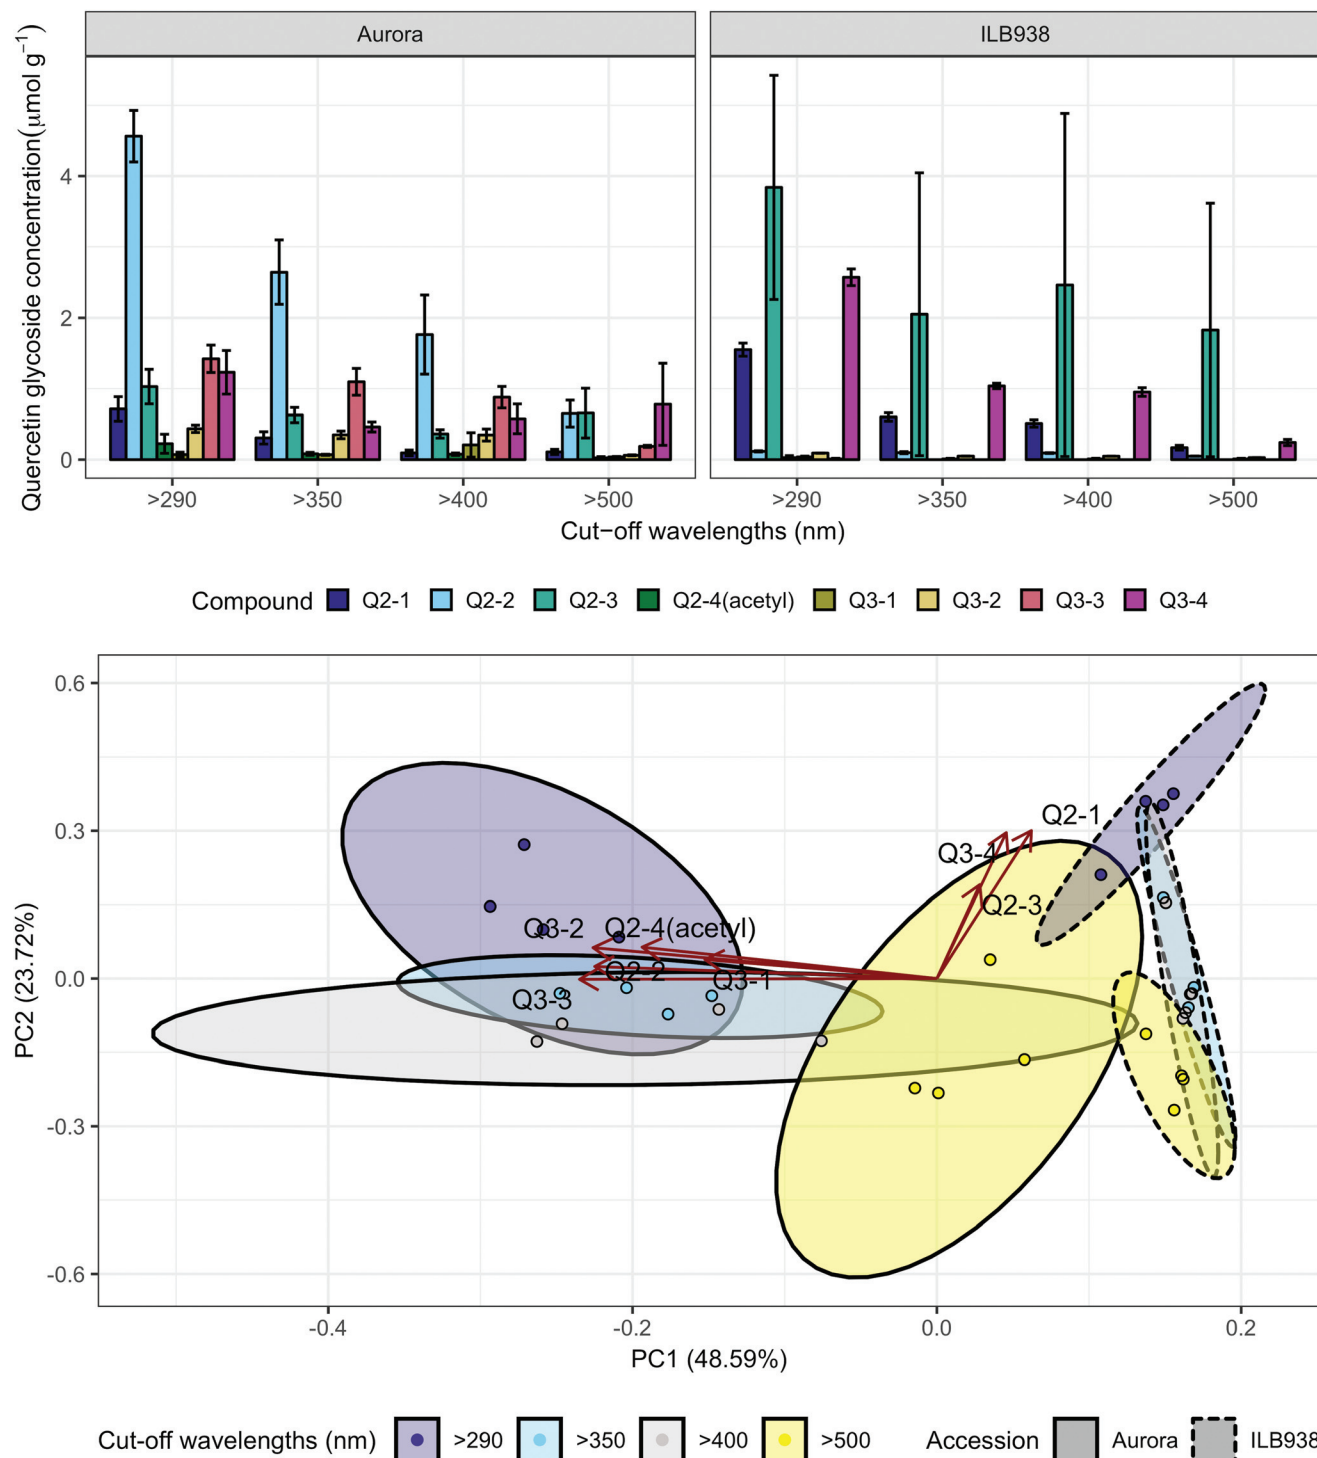 Aurora
ILB938
Quercetin glycoside concentration(μmol g⁻¹)
4
2
0
>290
>350
>400
>500
>290
>350
>400
>500
Cut−off wavelengths (nm)
Compound Q2-1 Q2-2 Q2-3 Q2-4(acetyl) Q3-1 Q3-2 Q3-3 Q3-4
0.6
0.3
0.0
-0.3
-0.6
PC2 (23.72%)
Q2-1
Q3-4
Q2-3
Q3-2
Q2-4(acetyl)
Q2-2
Q3-1
Q3-3
-0.4
-0.2
0.0
0.2
PC1 (48.59%)
Cut-off wavelengths (nm) >290 >350 >400 >500 Accession Aurora ILB938